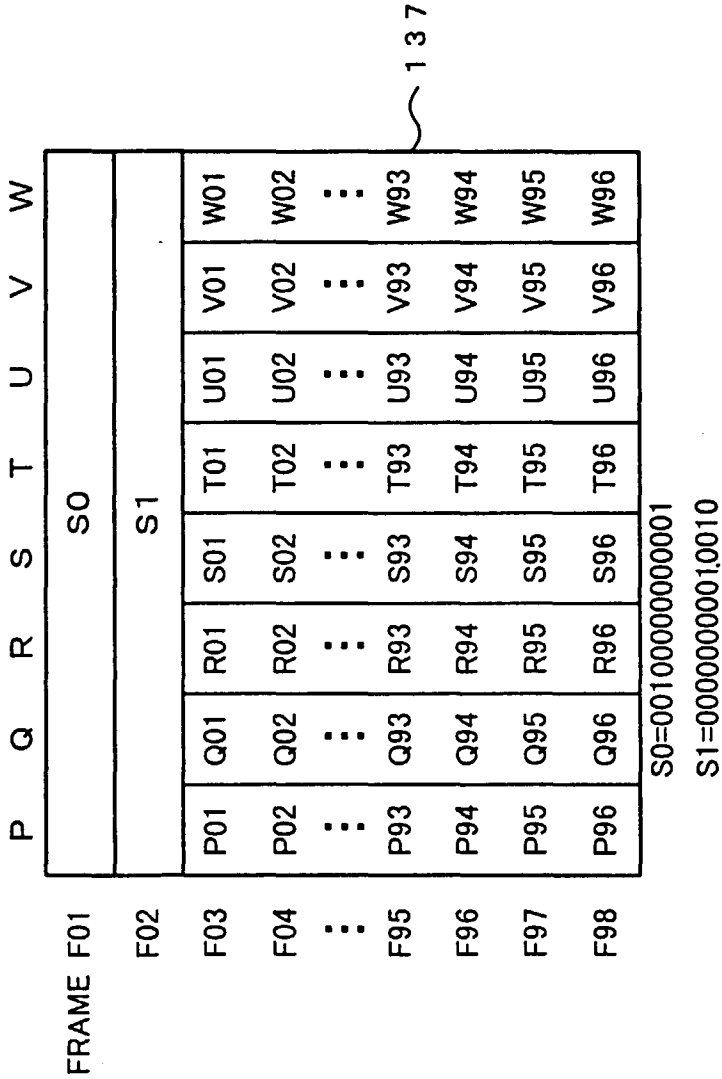 P Q R S T U V W
FRAME F01 S0
F02 S1
F03 P01 Q01 R01 S01 T01 U01 V01 W01
F04 P02 Q02 R02 S02 T02 U02 V02 W02
... ... ... ... ... ... ... ... ...
F95 P93 Q93 R93 S93 T93 U93 V93 W93
F96 P94 Q94 R94 S94 T94 U94 V94 W94
F97 P95 Q95 R95 S95 T95 U95 V95 W95
F98 P96 Q96 R96 S96 T96 U96 V96 W96
137
S0=00100000000001
S1=00000000010010